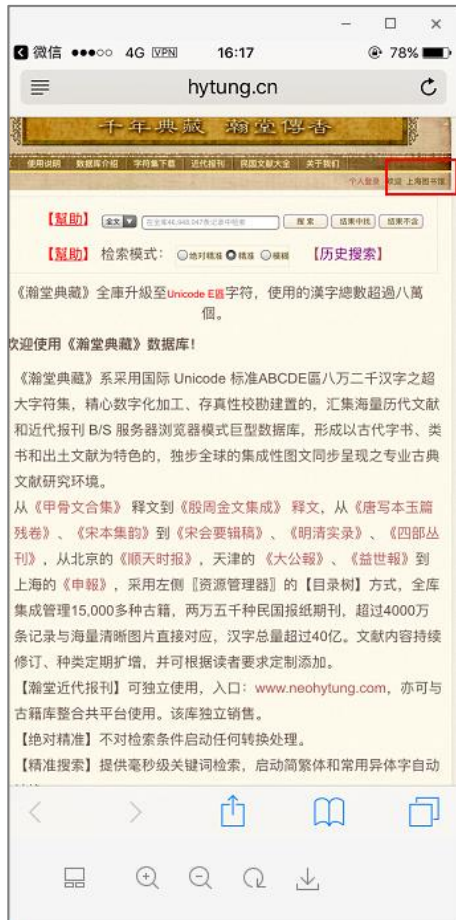 微信 4G VPN 16:17 78%
hytung.cn
千年典藏 瀚堂傳香
使用说明 数据库介绍 字符集下载 近代报刊 民国文献大全 关于我们
个人登录 欢迎 上海图书馆
【幫助】 全文 在全库46,948,047条记录中检索 搜索 结果中找 结果不含
【幫助】 检索模式： 绝对精准 精准 模糊 【历史搜索】
《瀚堂典藏》全庫升級至Unicode E區字符，使用的漢字總數超過八萬
個。
欢迎使用《瀚堂典藏》数据库！
《瀚堂典藏》系采用国际 Unicode 标准ABCDE區八万二千汉字之超
大字符集，精心数字化加工、存真性校勘建置的，汇集海量历代文献
和近代报刊 B/S 服务器浏览器模式巨型数据库，形成以古代字书、类
书和出土文献为特色的，独步全球的集成性图文同步呈现之专业古典
文献研究环境。
从《甲骨文合集》 释文到《殷周金文集成》 释文，从《唐写本玉篇
残卷》、《宋本集韵》到《宋会要辑稿》、《明清实录》、《四部丛
刊》，从北京的《顺天时报》，天津的 《大公報》、《益世報》到
上海的《申報》，采用左侧〖资源管理器〗的【目录树】方式，全库
集成管理15,000多种古籍，两万五千种民国报纸期刊，超过4000万
条记录与海量清晰图片直接对应，汉字总量超过40亿。文献内容持续
修订、种类定期扩增，并可根据读者要求定制添加。
【瀚堂近代报刊】可独立使用，入口：www.neohytung.com，亦可与
古籍库整合共平台使用。该库独立销售。
【绝对精准】不对检索条件启动任何转换处理。
【精准搜索】提供毫秒级关键词检索，启动简繁体和常用异体字自动